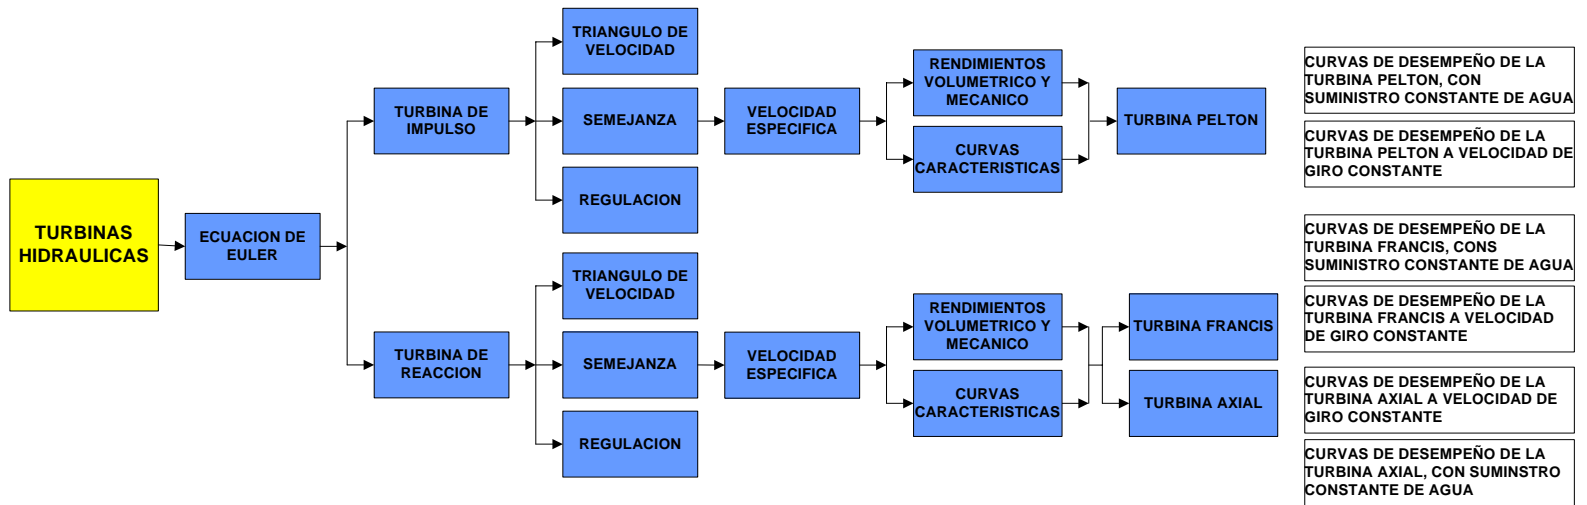 TURBINAS
HIDRAULICAS
ECUACION DE
EULER
TURBINA DE
IMPULSO
TRIANGULO DE
VELOCIDAD
SEMEJANZA
REGULACION
VELOCIDAD
ESPECIFICA
RENDIMIENTOS
VOLUMETRICO Y
MECANICO
CURVAS
CARACTERISTICAS
TURBINA PELTON
TURBINA DE
REACCION
TRIANGULO DE
VELOCIDAD
SEMEJANZA
REGULACION
VELOCIDAD
ESPECIFICA
RENDIMIENTOS
VOLUMETRICO Y
MECANICO
CURVAS
CARACTERISTICAS
TURBINA FRANCIS
TURBINA AXIAL
CURVAS DE DESEMPEÑO DE LA
TURBINA PELTON, CON
SUMINISTRO CONSTANTE DE AGUA
CURVAS DE DESEMPEÑO DE LA
TURBINA PELTON A VELOCIDAD DE
GIRO CONSTANTE
CURVAS DE DESEMPEÑO DE LA
TURBINA FRANCIS, CONS
SUMINISTRO CONSTANTE DE AGUA
CURVAS DE DESEMPEÑO DE LA
TURBINA FRANCIS A VELOCIDAD
DE GIRO CONSTANTE
CURVAS DE DESEMPEÑO DE LA
TURBINA AXIAL A VELOCIDAD DE
GIRO CONSTANTE
CURVAS DE DESEMPEÑO DE LA
TURBINA AXIAL, CON SUMINSTRO
CONSTANTE DE AGUA